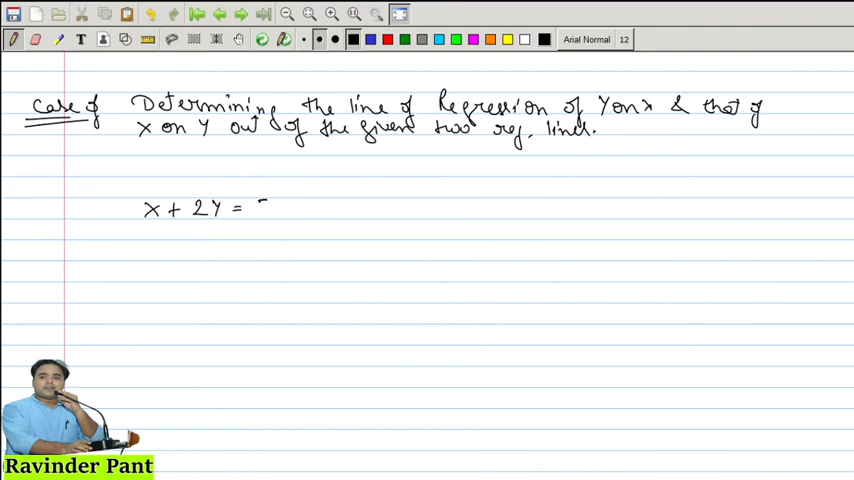 Arial Normal 12
Case of Determining the line of Regression of Y on X & that of
X on Y out of the given two reg. lines.
X + 2Y =
Ravinder Pant